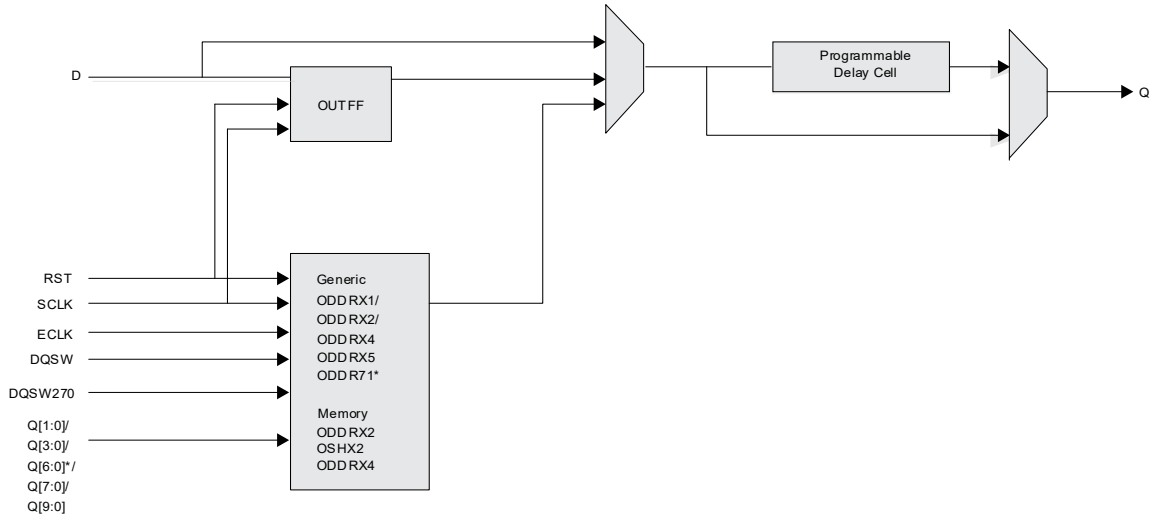 D
OUTFF
Programmable
Delay Cell
Q
RST
SCLK
ECLK
DQSW
DQSW270
Q[1:0]/
Q[3:0]/
Q[6:0]*/
Q[7:0]/
Q[9:0]
Generic
ODDRX1/
ODDRX2/
ODDRX4
ODDRX5
ODDR71*
Memory
ODDRX2
OSHX2
ODDRX4